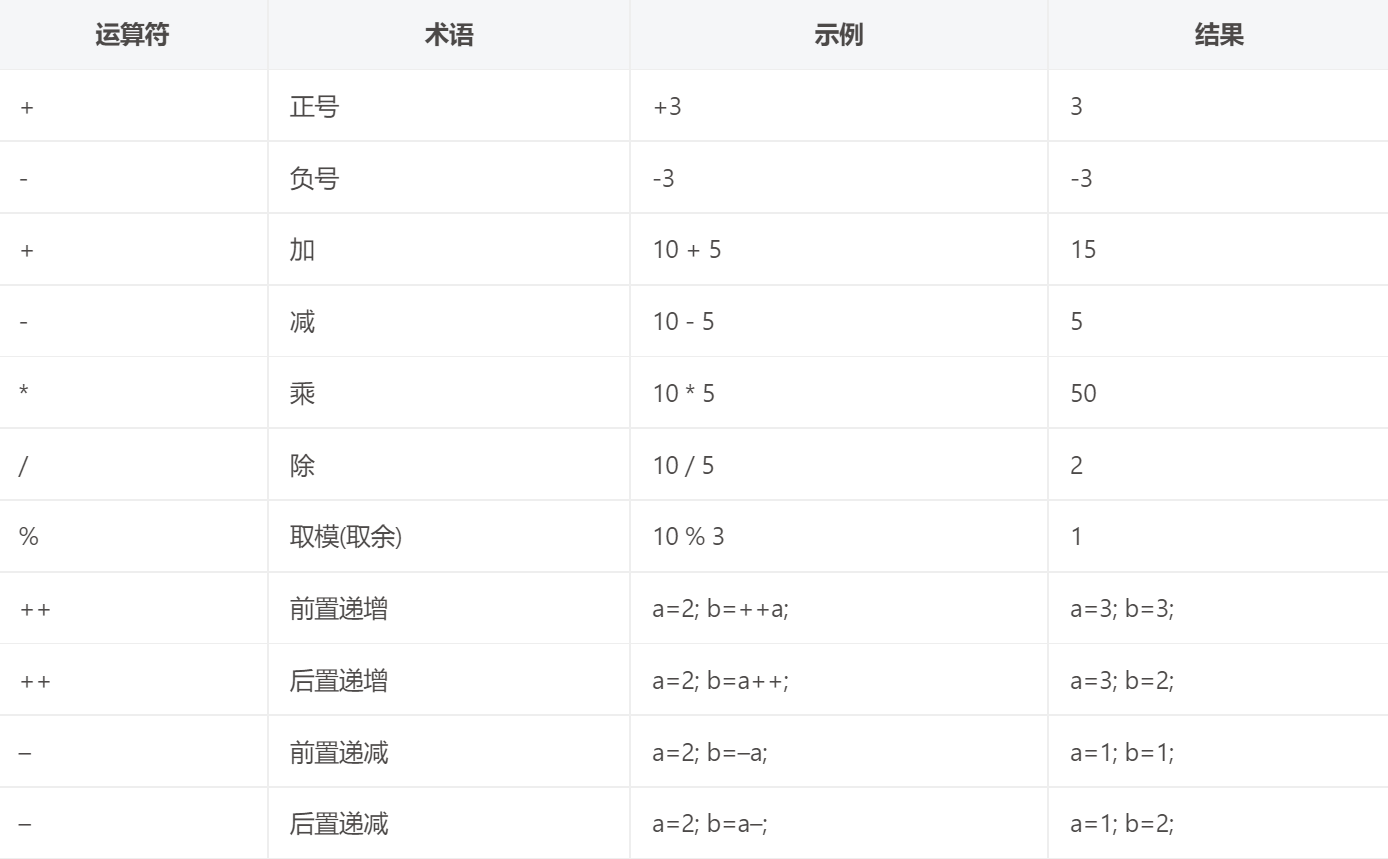 运算符 术语 示例 结果
+ 正号 +3 3
- 负号 -3 -3
+ 加 10 + 5 15
- 减 10 - 5 5
* 乘 10 * 5 50
/ 除 10 / 5 2
% 取模(取余) 10 % 3 1
++ 前置递增 a=2; b=++a; a=3; b=3;
++ 后置递增 a=2; b=a++; a=3; b=2;
– 前置递减 a=2; b=–a; a=1; b=1;
– 后置递减 a=2; b=a–; a=1; b=2;